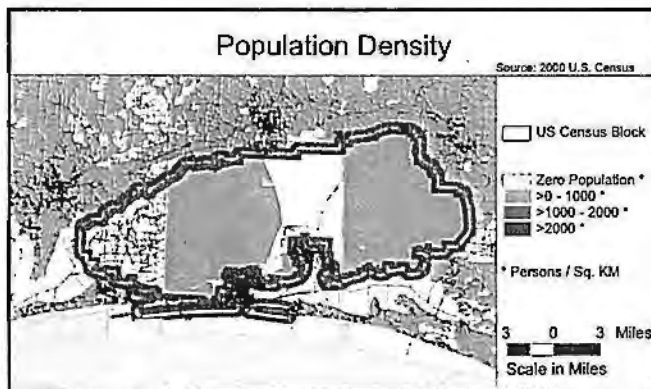 Population Density
Source: 2000 U.S. Census
US Census Block
Zero Population *
>0 - 1000 *
>1000 - 2000 *
>2000 *
* Persons / Sq. KM
3 0 3 Miles
Scale in Miles